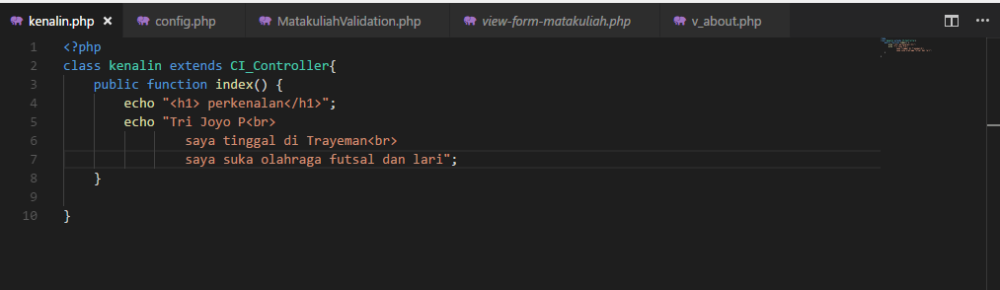 kenalin.php × config.php MatakuliahValidation.php view-form-matakuliah.php v_about.php ···
1 <?php
2 class kenalin extends CI_Controller{
3 public function index() {
4 echo "<h1> perkenalan</h1>";
5 echo "Tri Joyo P<br>
6 saya tinggal di Trayeman<br>
7 saya suka olahraga futsal dan lari";
8 }
9
10 }